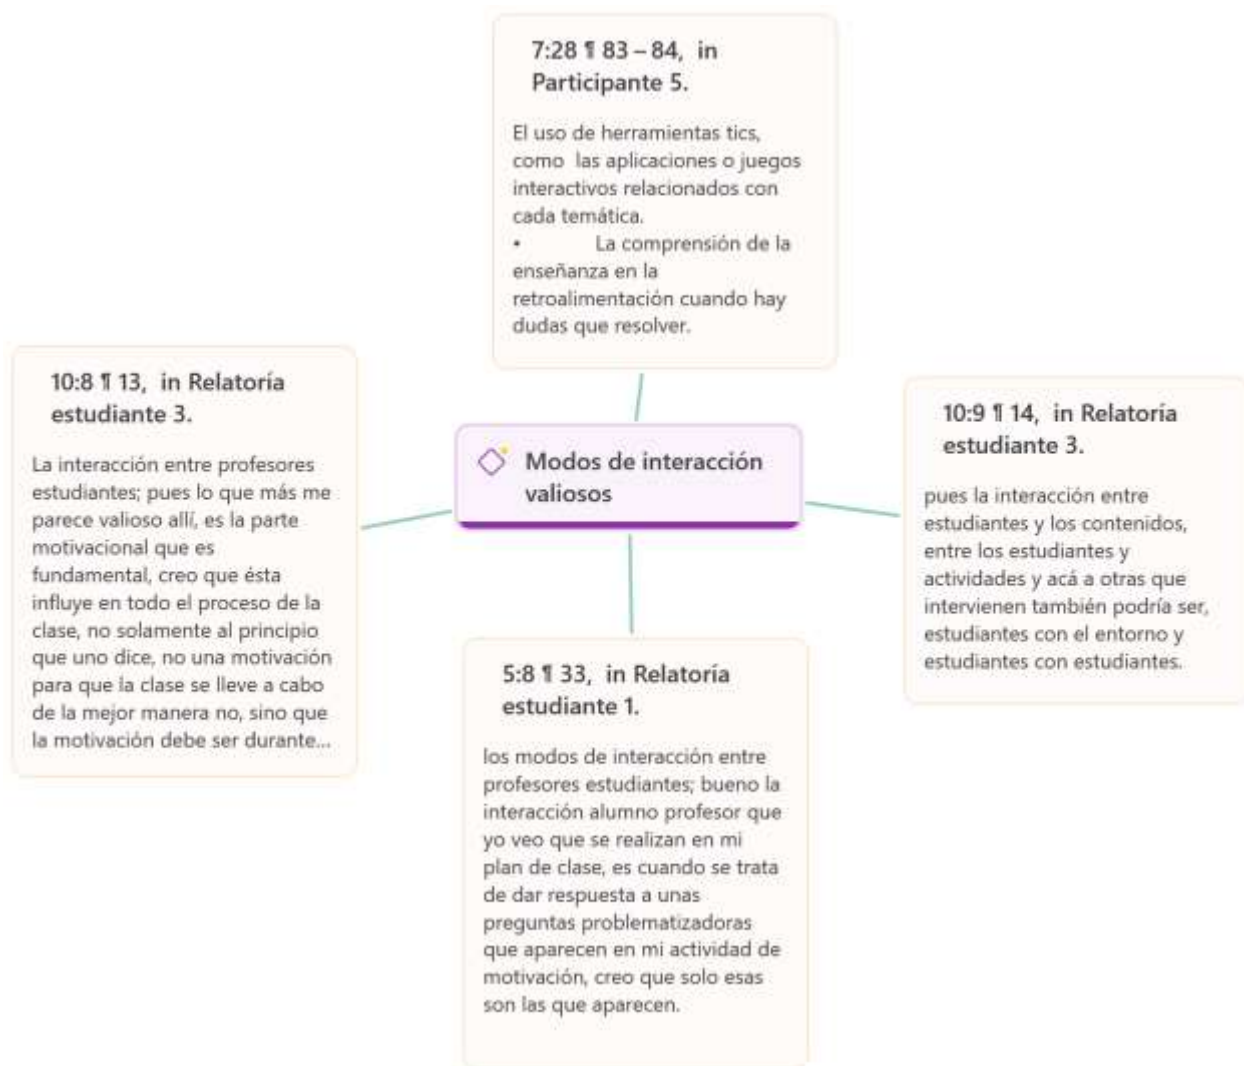 7:28 ¶ 83 – 84, in
Participante 5.
El uso de herramientas tics,
como las aplicaciones o juegos
interactivos relacionados con
cada temática.
• La comprensión de la
enseñanza en la
retroalimentación cuando hay
dudas que resolver.
10:8 ¶ 13, in Relatoría
estudiante 3.
La interacción entre profesores
estudiantes; pues lo que más me
parece valioso allí, es la parte
motivacional que es
fundamental, creo que ésta
influye en todo el proceso de la
clase, no solamente al principio
que uno dice, no una motivación
para que la clase se lleve a cabo
de la mejor manera no, sino que
la motivación debe ser durante...
Modos de interacción
valiosos
10:9 ¶ 14, in Relatoría
estudiante 3.
pues la interacción entre
estudiantes y los contenidos,
entre los estudiantes y
actividades y acá a otras que
intervienen también podría ser,
estudiantes con el entorno y
estudiantes con estudiantes.
5:8 ¶ 33, in Relatoría
estudiante 1.
los modos de interacción entre
profesores estudiantes; bueno la
interacción alumno profesor que
yo veo que se realizan en mi
plan de clase, es cuando se trata
de dar respuesta a unas
preguntas problematizadoras
que aparecen en mi actividad de
motivación, creo que solo esas
son las que aparecen.